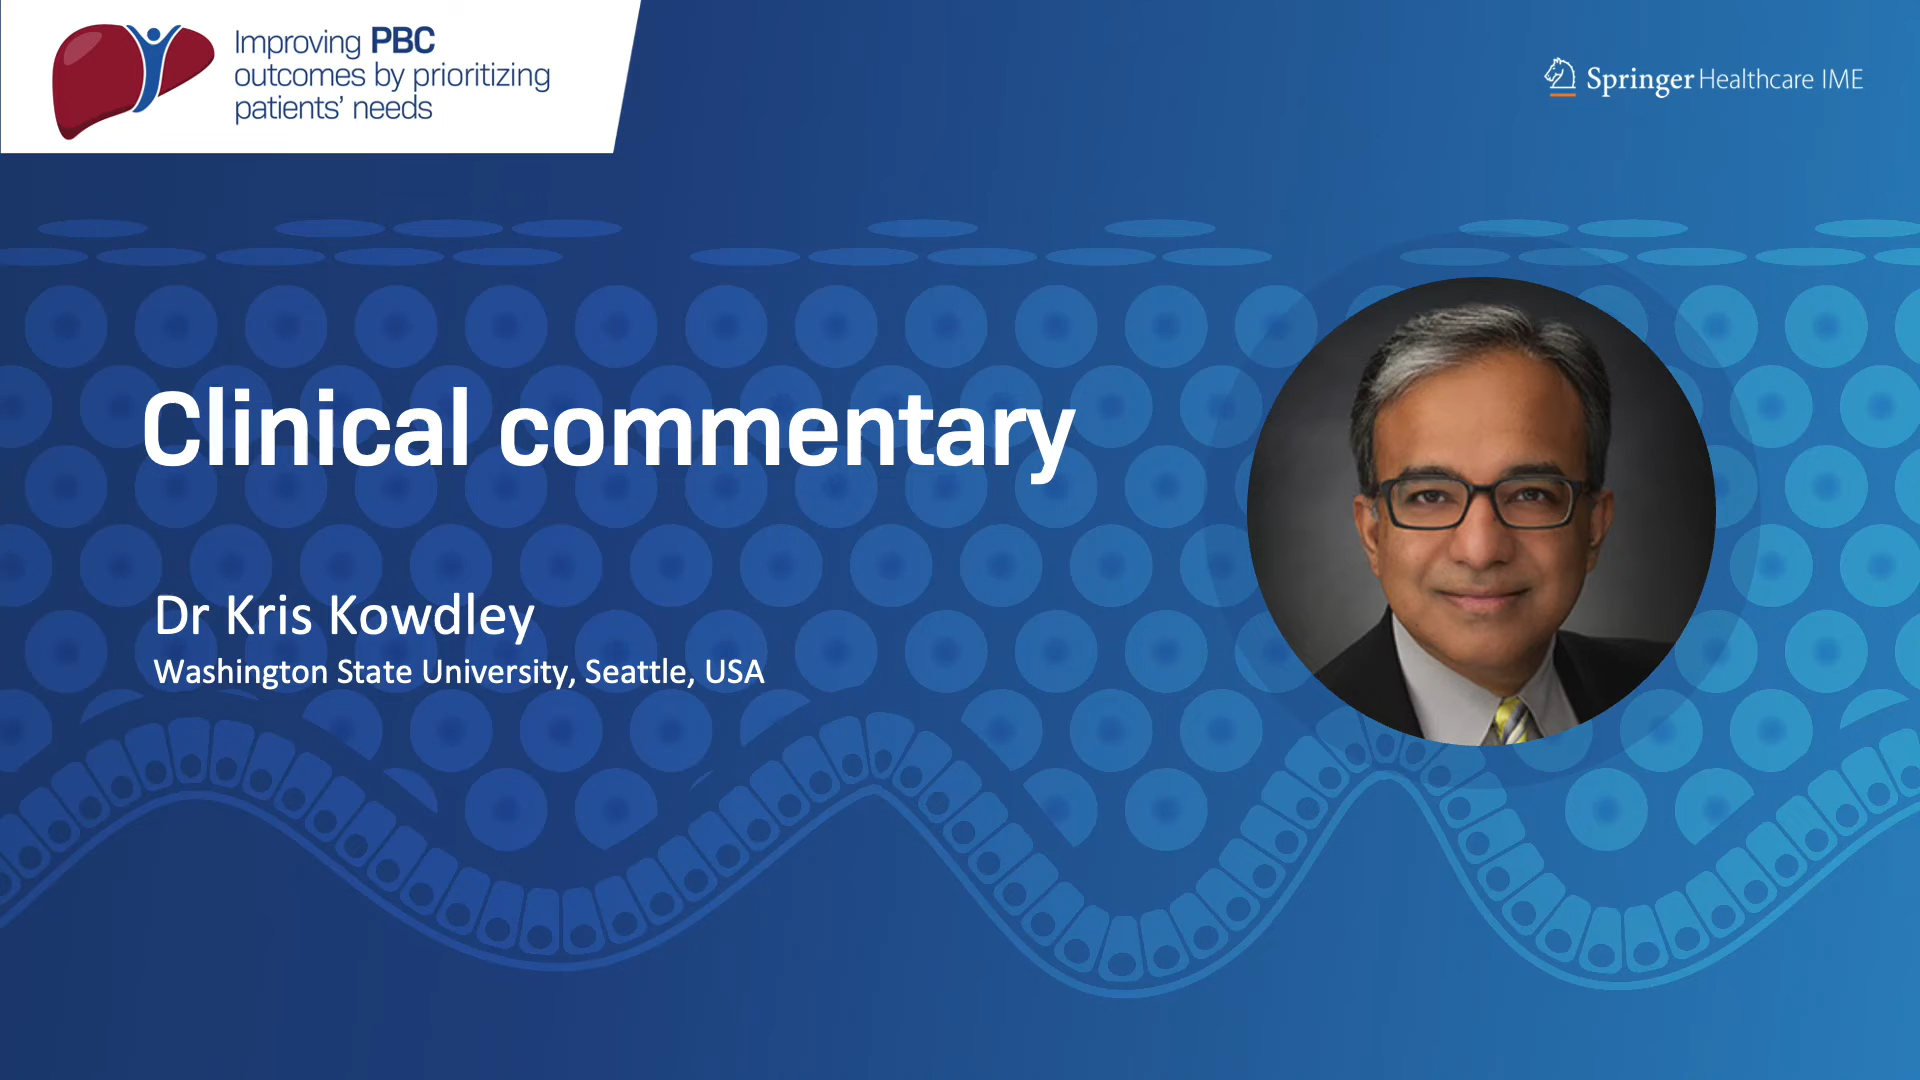 Improving PBC
outcomes by prioritizing
patients’ needs
Springer Healthcare IME
Clinical commentary
Dr Kris Kowdley
Washington State University, Seattle, USA